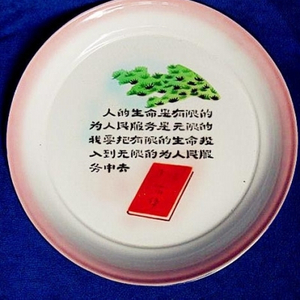 人的生命是有限的
为人民服务是无限的
我要把有限的生命投
入到无限的为人民服
务中去